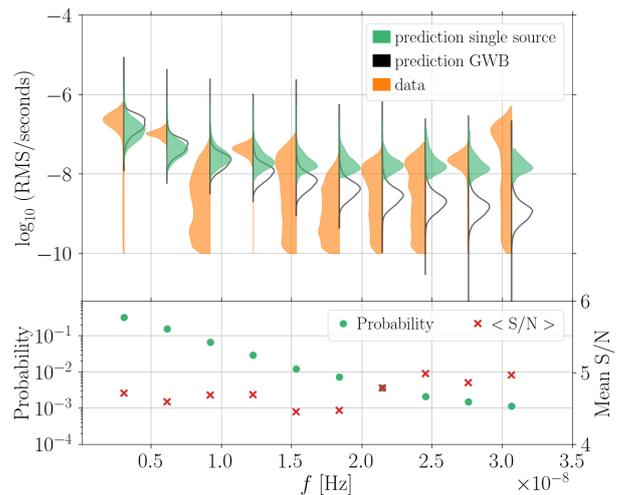 −4
−6
−8
−10
log₁₀ (RMS/seconds)
prediction single source
prediction GWB
data
10⁻¹
10⁻²
10⁻³
10⁻⁴
Probability
Probability
< S/N >
6
5
4
Mean S/N
0.5 1.0 1.5 2.0 2.5 3.0 3.5
f [Hz]
×10⁻⁸